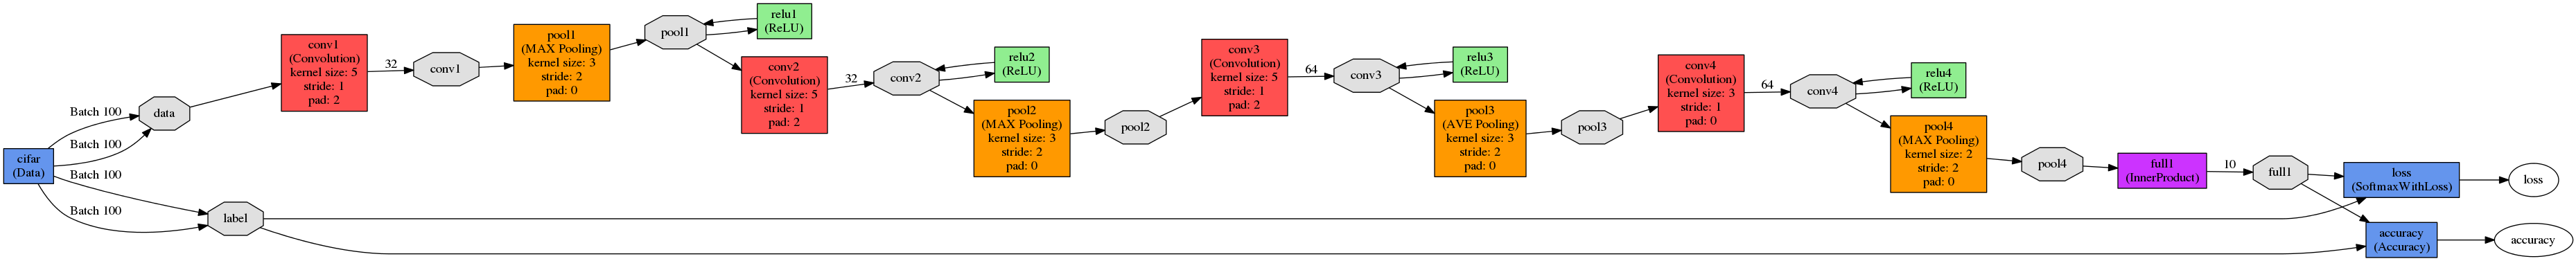 cifar
(Data)
Batch 100
Batch 100
Batch 100
Batch 100
data
label
conv1
(Convolution)
kernel size: 5
stride: 1
pad: 2
32
conv1
pool1
(MAX Pooling)
kernel size: 3
stride: 2
pad: 0
pool1
relu1
(ReLU)
conv2
(Convolution)
kernel size: 5
stride: 1
pad: 2
32
conv2
relu2
(ReLU)
pool2
(MAX Pooling)
kernel size: 3
stride: 2
pad: 0
pool2
conv3
(Convolution)
kernel size: 5
stride: 1
pad: 2
64
conv3
relu3
(ReLU)
pool3
(AVE Pooling)
kernel size: 3
stride: 2
pad: 0
pool3
conv4
(Convolution)
kernel size: 3
stride: 1
pad: 0
64
conv4
relu4
(ReLU)
pool4
(MAX Pooling)
kernel size: 2
stride: 2
pad: 0
pool4
full1
(InnerProduct)
10
full1
loss
(SoftmaxWithLoss)
loss
accuracy
(Accuracy)
accuracy